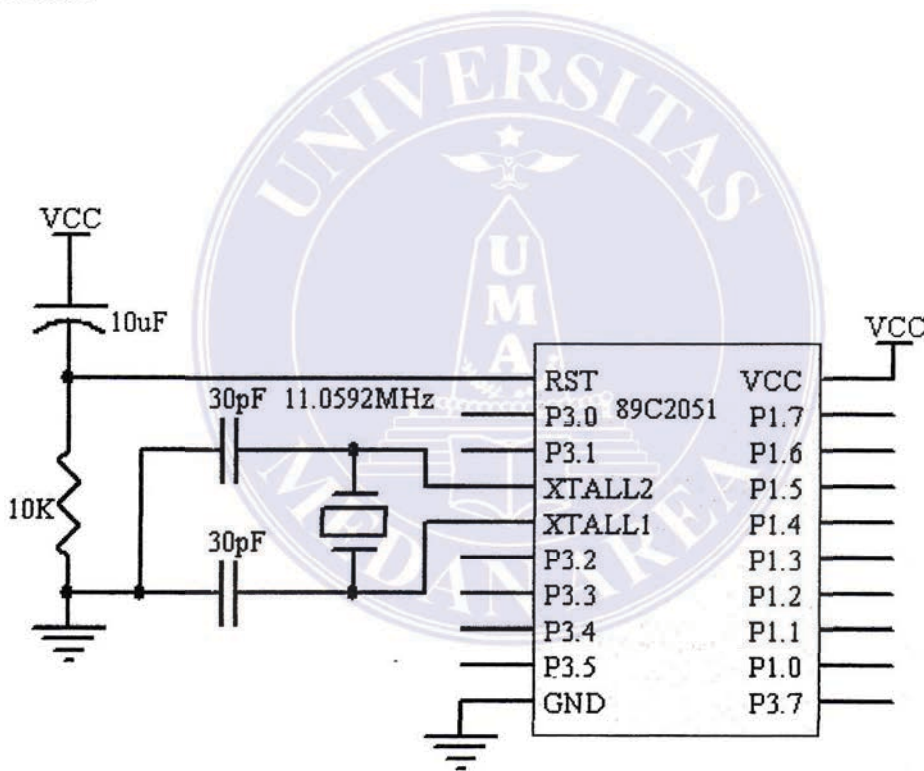 UNIVERSITAS
MEDAN AREA
UMA
VCC
10uF
10K
30pF
11.0592MHz
30pF
VCC
89C2051
RST
P3.0
P3.1
XTALL2
XTALL1
P3.2
P3.3
P3.4
P3.5
GND
VCC
P1.7
P1.6
P1.5
P1.4
P1.3
P1.2
P1.1
P1.0
P3.7